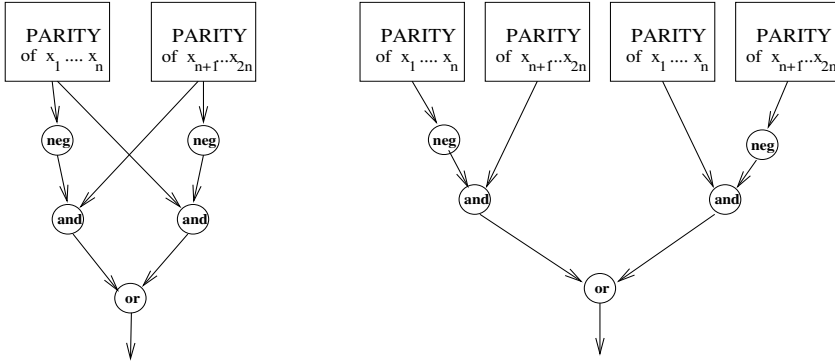 PARITY PARITY PARITY PARITY PARITY PARITY
of x1 .... xn of xn+1..x2n of x1 .... xn of xn+1..x2n of x1 .... xn of xn+1..x2n
neg neg neg neg
and and and and
or or